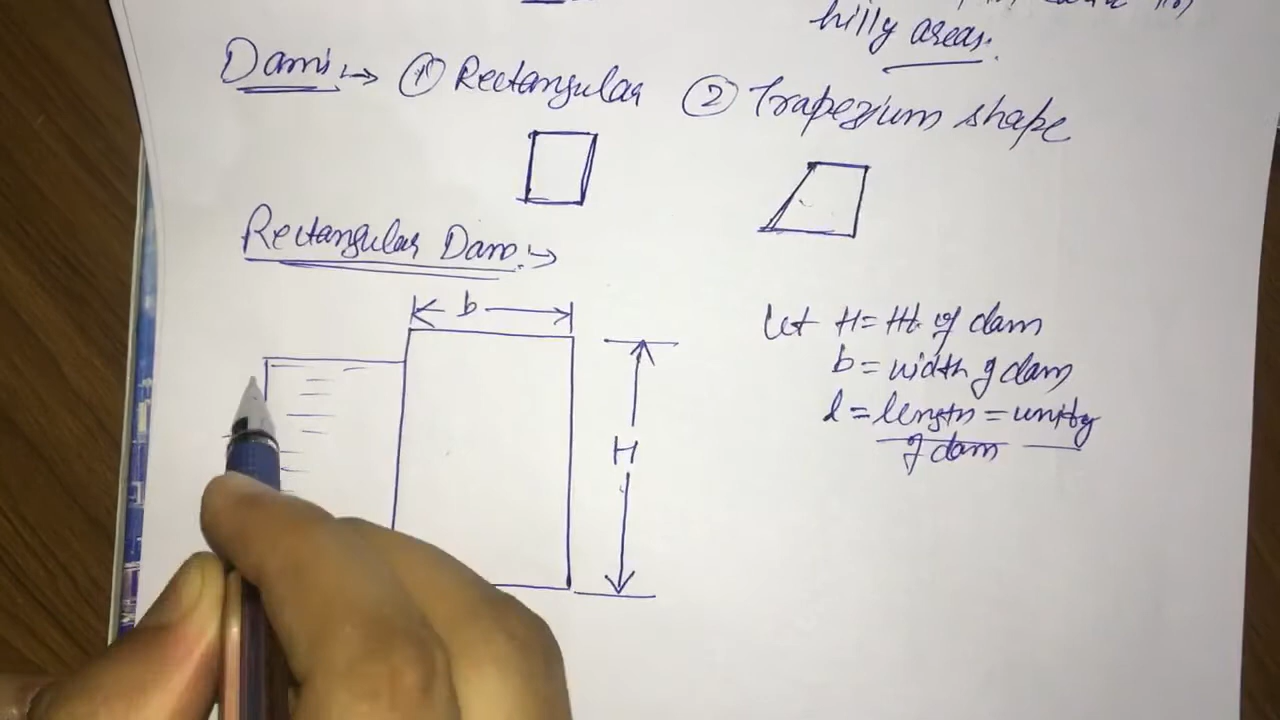 hilly areas.
Dam's → ① Rectangular ② Trapezium shape
Rectangular Dam :→
b
H
let H = Ht. of dam
b = width of dam
l = length = unity
of dam